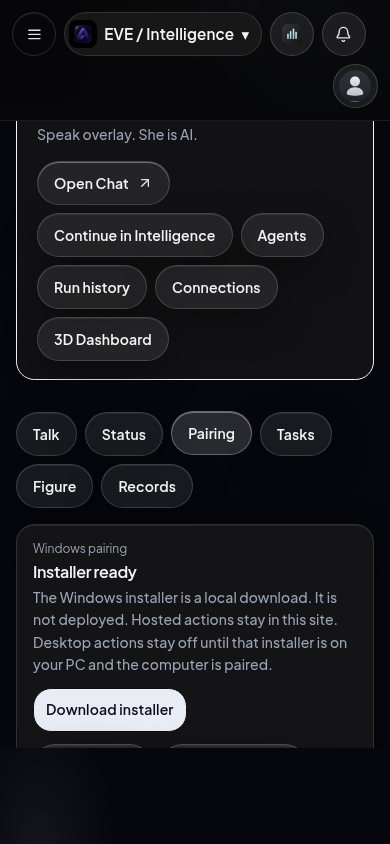 EVE / Intelligence ▾
Speak overlay. She is AI.
Open Chat
Continue in Intelligence
Agents
Run history
Connections
3D Dashboard
Talk
Status
Pairing
Tasks
Figure
Records
Windows pairing
Installer ready
The Windows installer is a local download. It is
not deployed. Hosted actions stay in this site.
Desktop actions stay off until that installer is on
your PC and the computer is paired.
Download installer